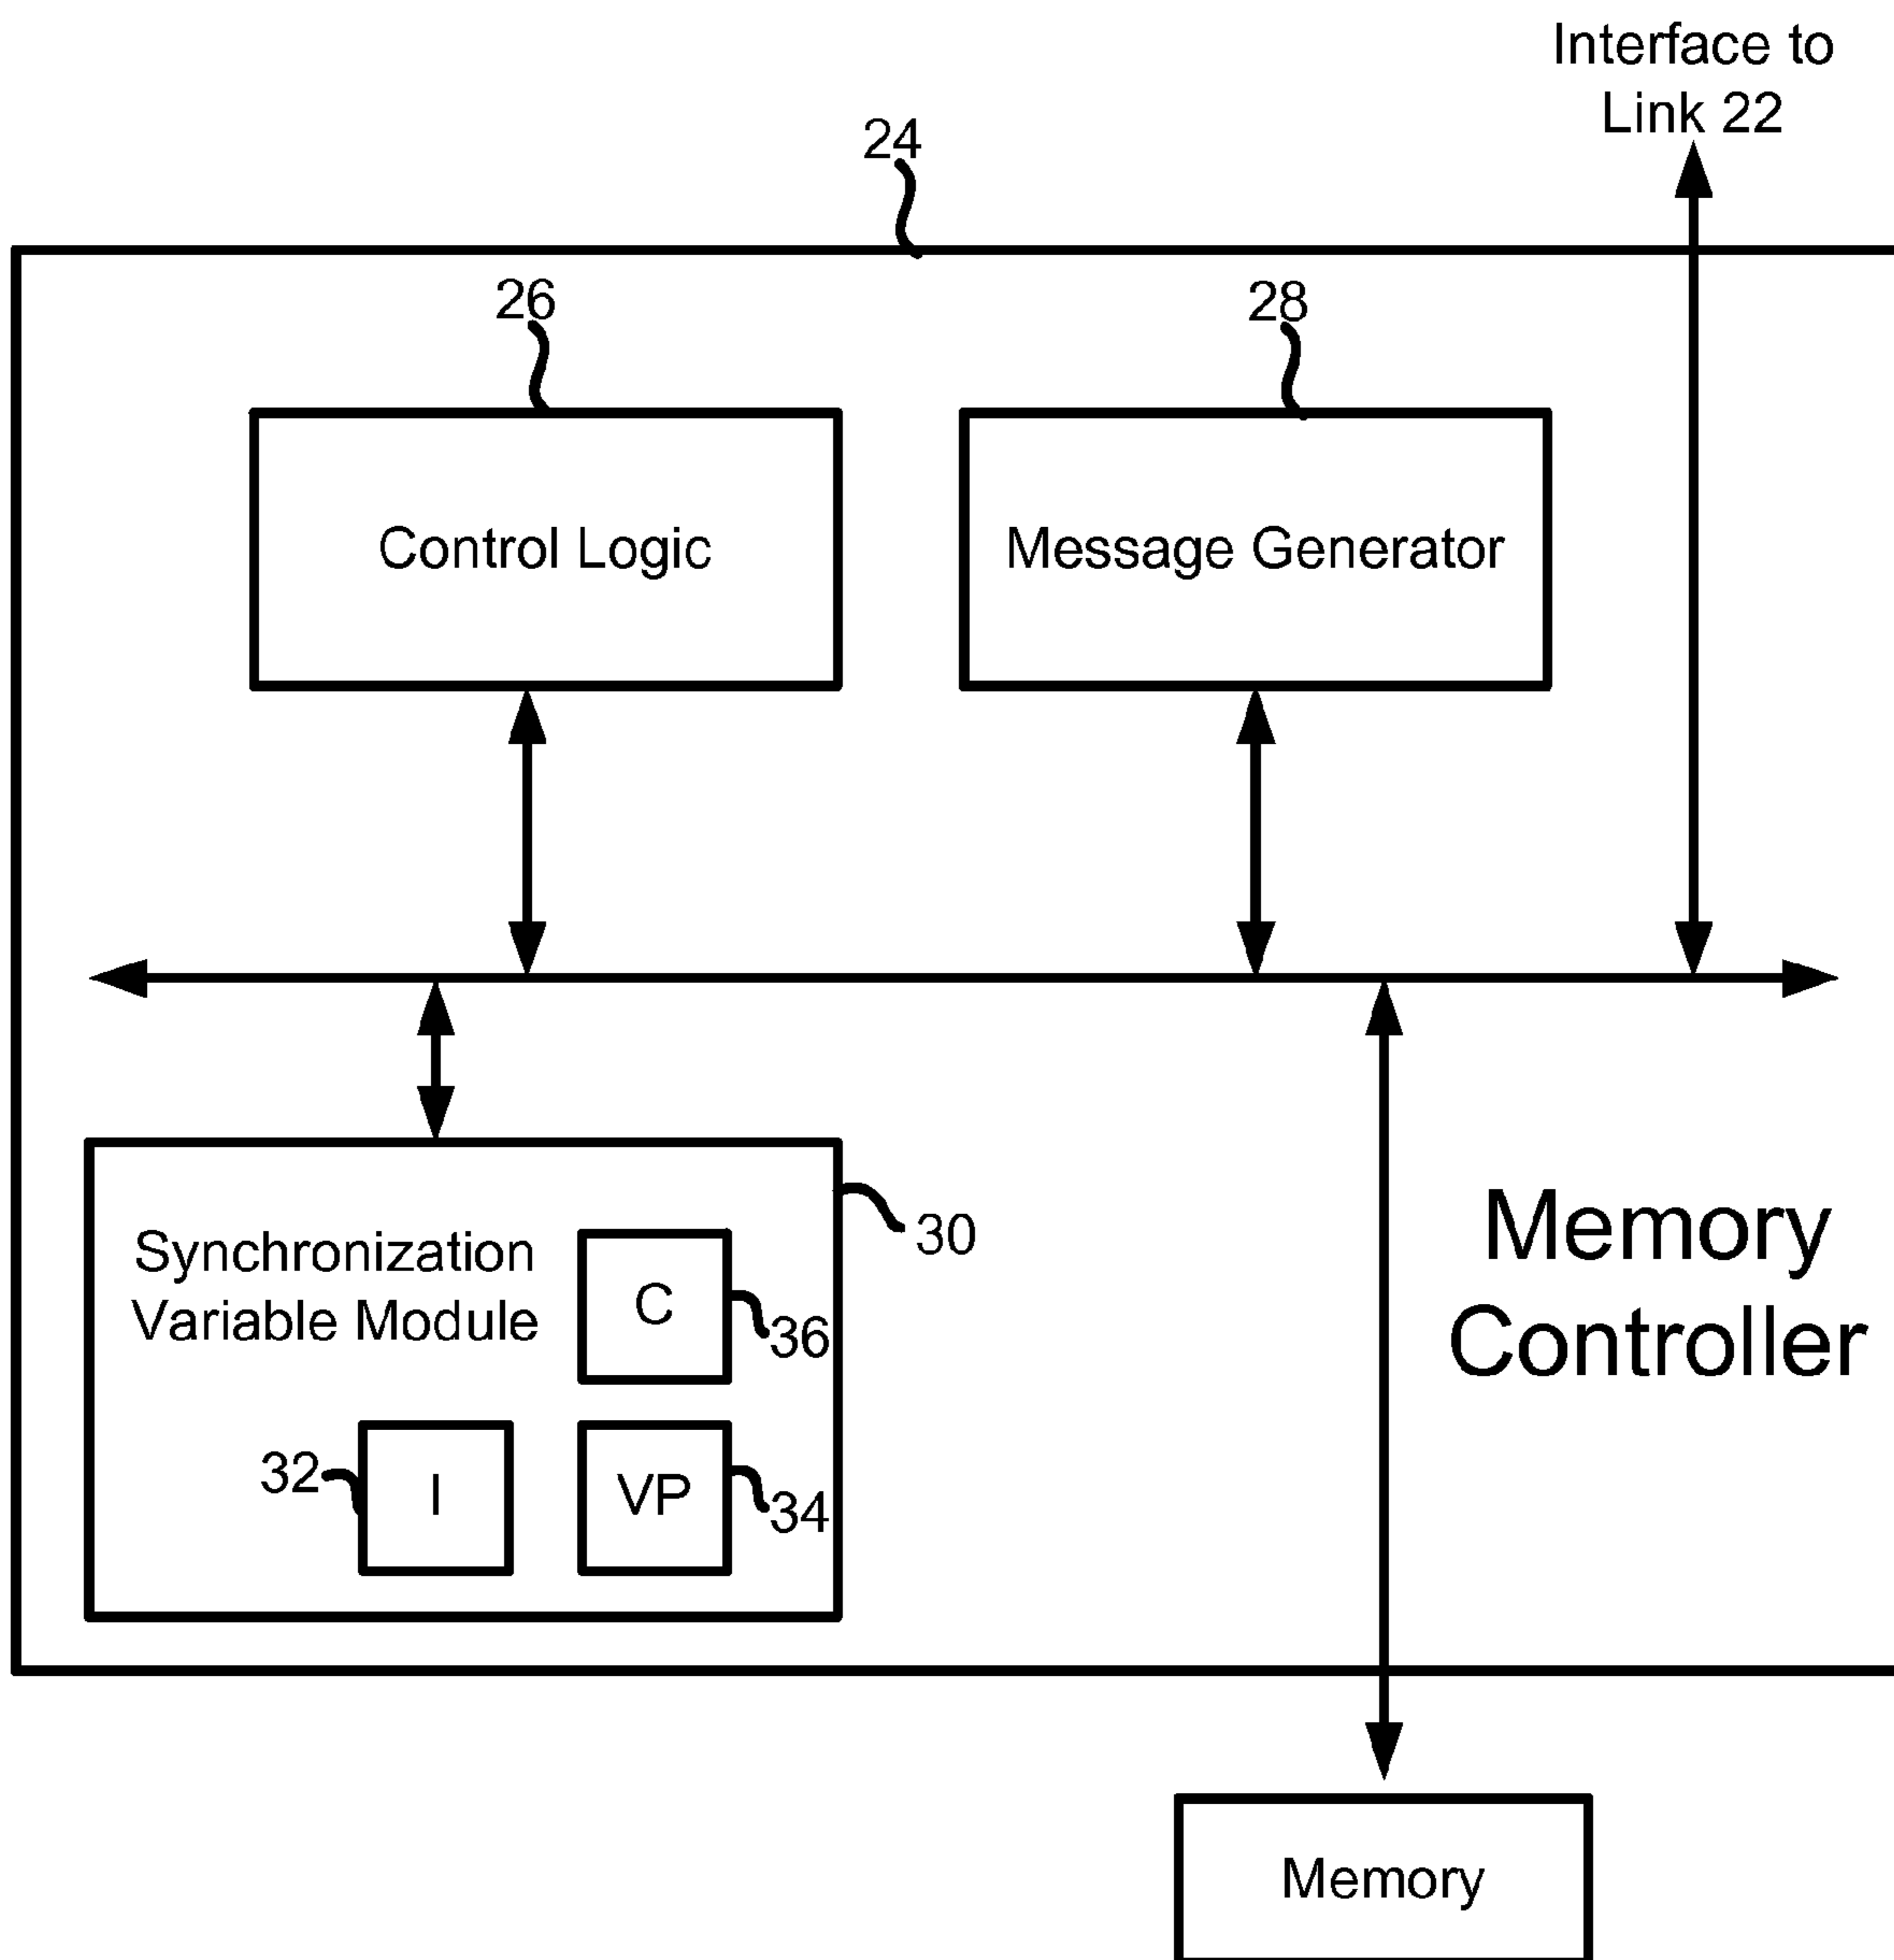 Interface to
Link 22
24
26
28
Control Logic
Message Generator
Synchronization
Variable Module
C
30
36
32
I
VP
34
Memory
Controller
Memory